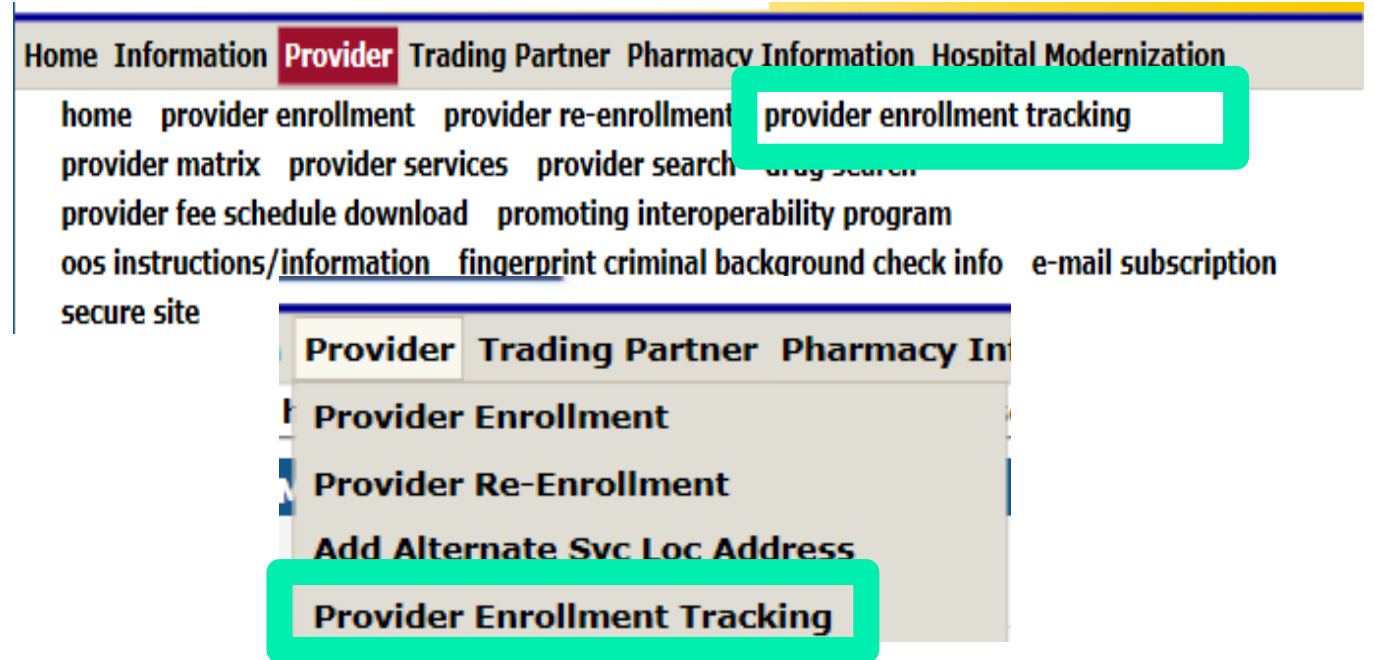 Home Information Provider Trading Partner Pharmacy Information Hospital Modernization
home provider enrollment provider re-enrollment provider enrollment tracking
provider matrix provider services provider search drug search
provider fee schedule download promoting interoperability program
oos instructions/information fingerprint criminal background check info e-mail subscription
secure site
Provider Trading Partner Pharmacy
Provider Enrollment
Provider Re-Enrollment
Add Alternate Svc Loc Address
Provider Enrollment Tracking